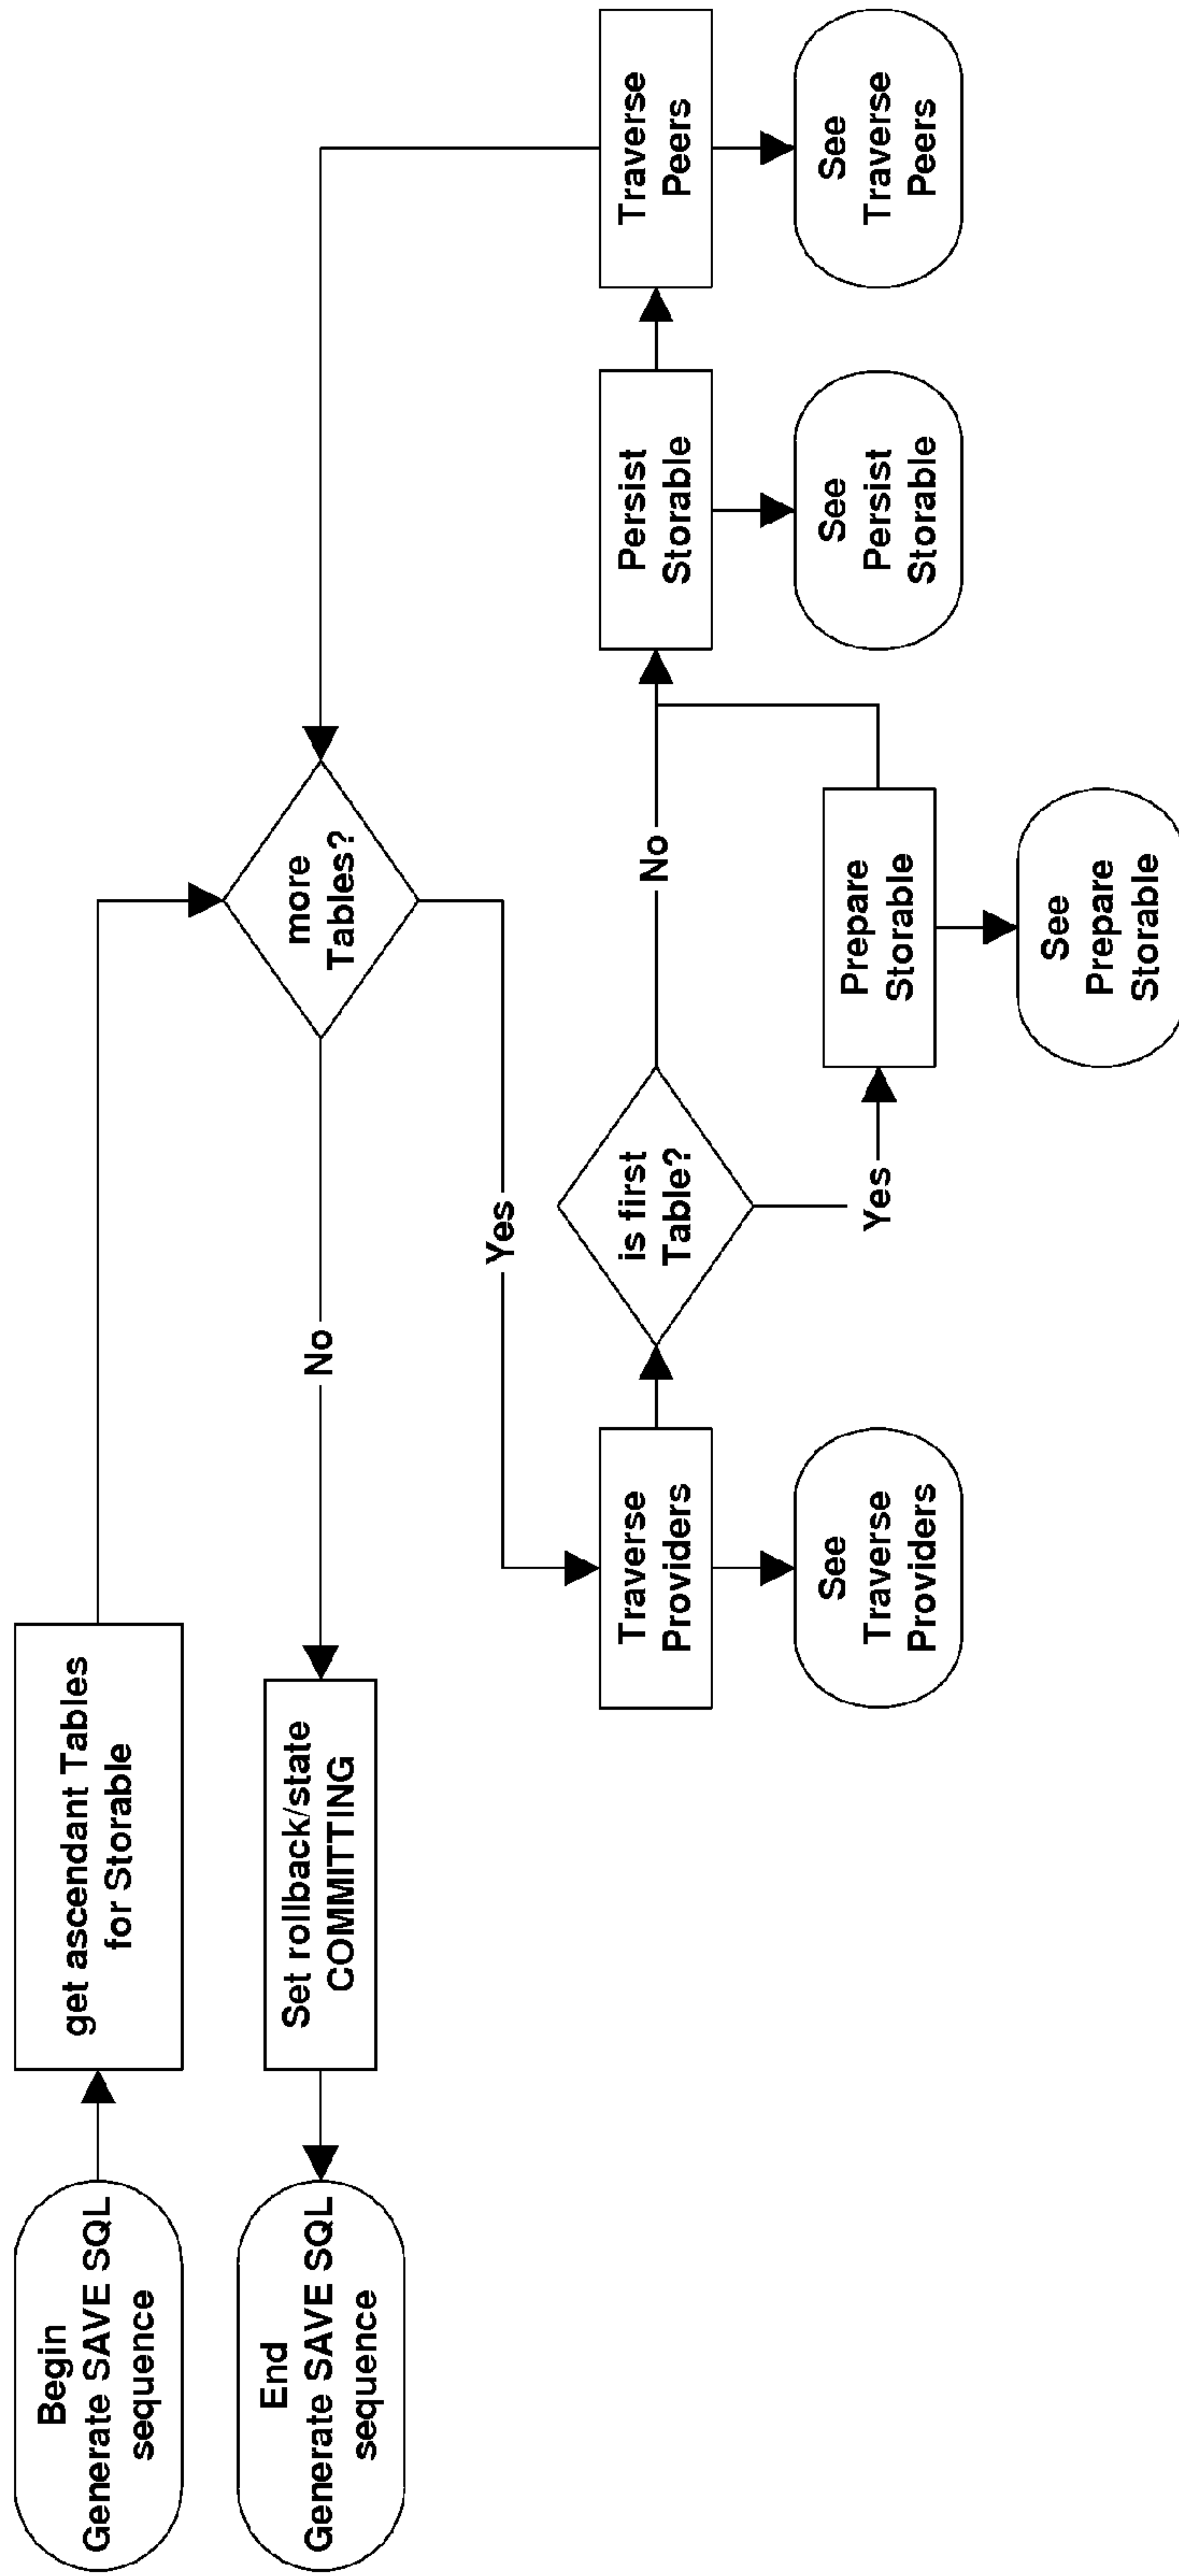 Begin
Generate SAVE SQL
sequence
get ascendant Tables
for Storable
End
Generate SAVE SQL
sequence
Set rollback/state
COMMITTING
No
more
Tables?
Yes
Traverse
Providers
is first
Table?
No
Persist
Storable
Traverse
Peers
See
Traverse
Providers
Yes
Prepare
Storable
See
Persist
Storable
See
Traverse
Peers
See
Prepare
Storable